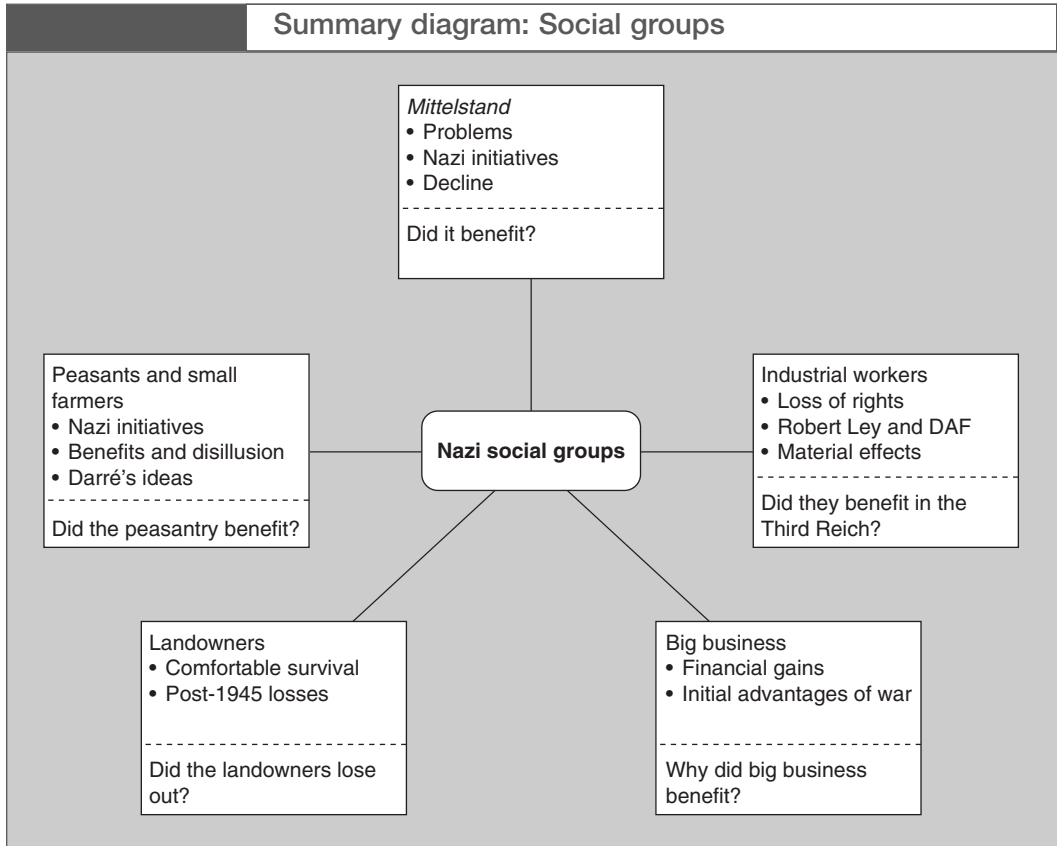 Summary diagram: Social groups
Mittelstand
• Problems
• Nazi initiatives
• Decline
Did it benefit?
Peasants and small
farmers
• Nazi initiatives
• Benefits and disillusion
• Darré's ideas
Did the peasantry benefit?
Nazi social groups
Industrial workers
• Loss of rights
• Robert Ley and DAF
• Material effects
Did they benefit in the
Third Reich?
Landowners
• Comfortable survival
• Post-1945 losses
Did the landowners lose
out?
Big business
• Financial gains
• Initial advantages of war
Why did big business
benefit?